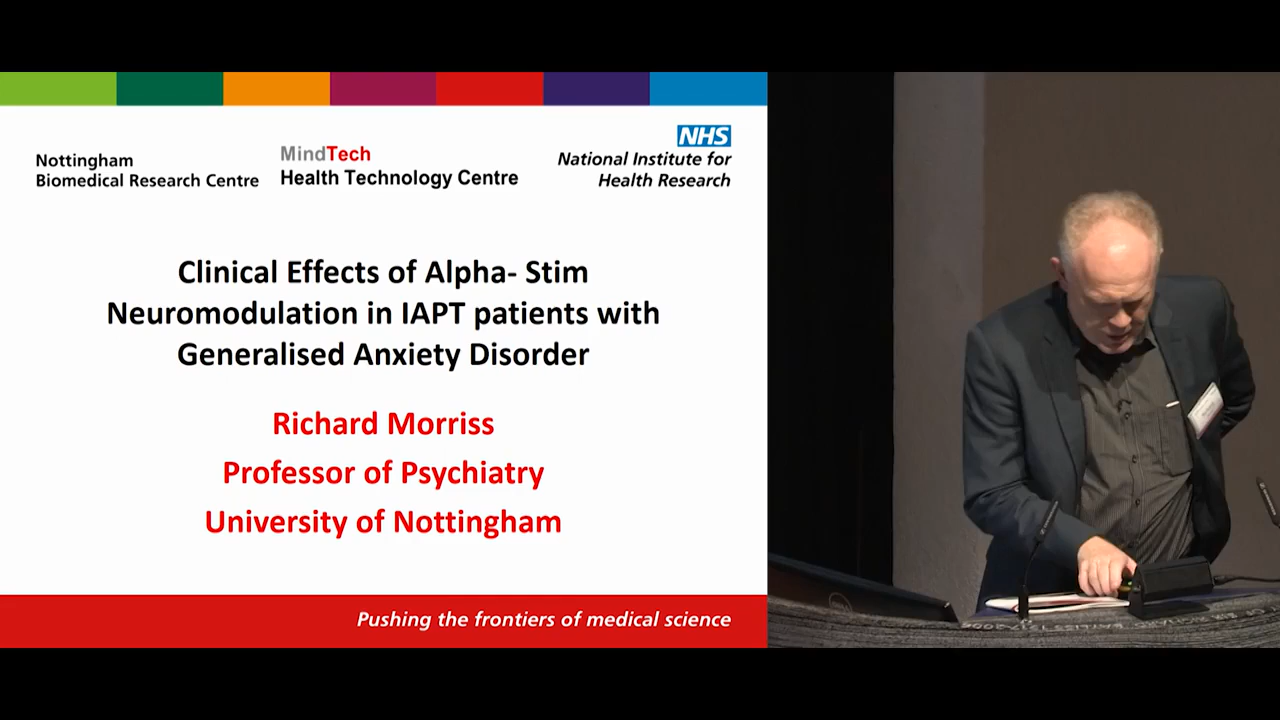 Nottingham
Biomedical Research Centre
MindTech
Health Technology Centre
NHS
National Institute for
Health Research
Clinical Effects of Alpha- Stim
Neuromodulation in IAPT patients with
Generalised Anxiety Disorder
Richard Morriss
Professor of Psychiatry
University of Nottingham
Pushing the frontiers of medical science